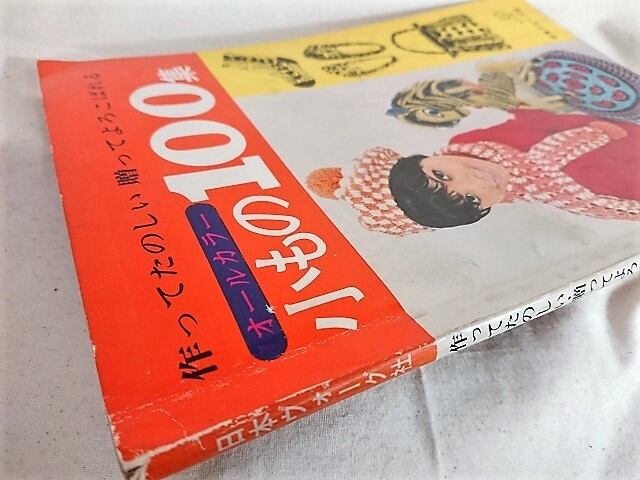 作ってたのしい 贈ってよろこばれる
オールカラー
小もの100集
作ってたのしい 贈ってよろ
日本ヴォーグ社